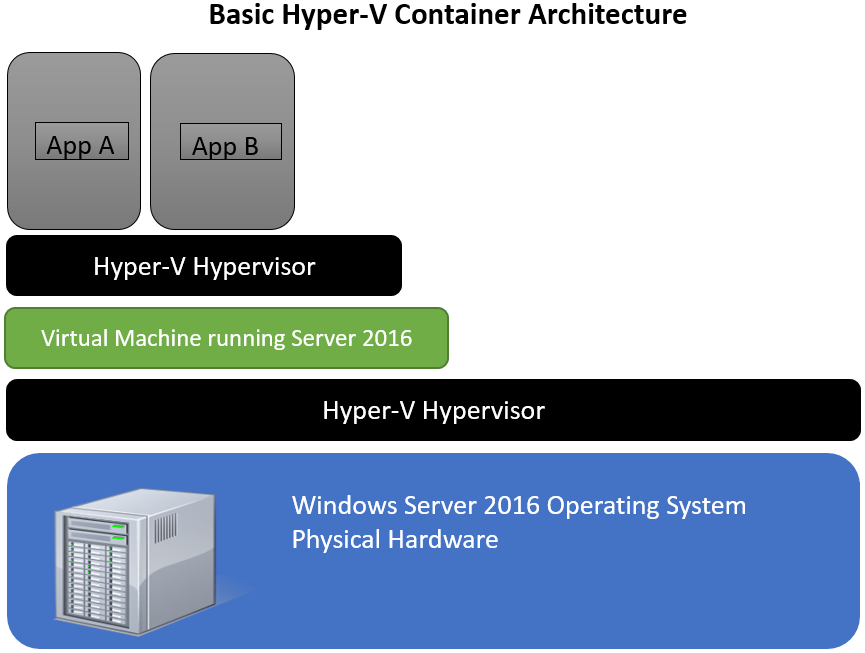 Basic Hyper-V Container Architecture
App A
App B
Hyper-V Hypervisor
Virtual Machine running Server 2016
Hyper-V Hypervisor
Windows Server 2016 Operating System
Physical Hardware